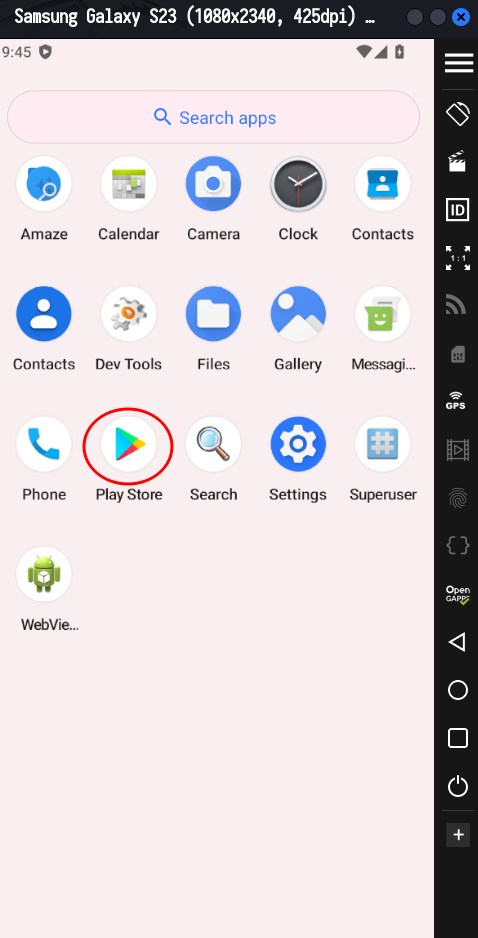 Samsung Galaxy S23 (1080x2340, 425dpi) …
9:45
Search apps
Amaze Calendar Camera Clock Contacts
ID
1:1
Contacts Dev Tools Files Gallery Messagi…
GPS
Phone Play Store Search Settings Superuser
Open
GAPPS
WebVie…